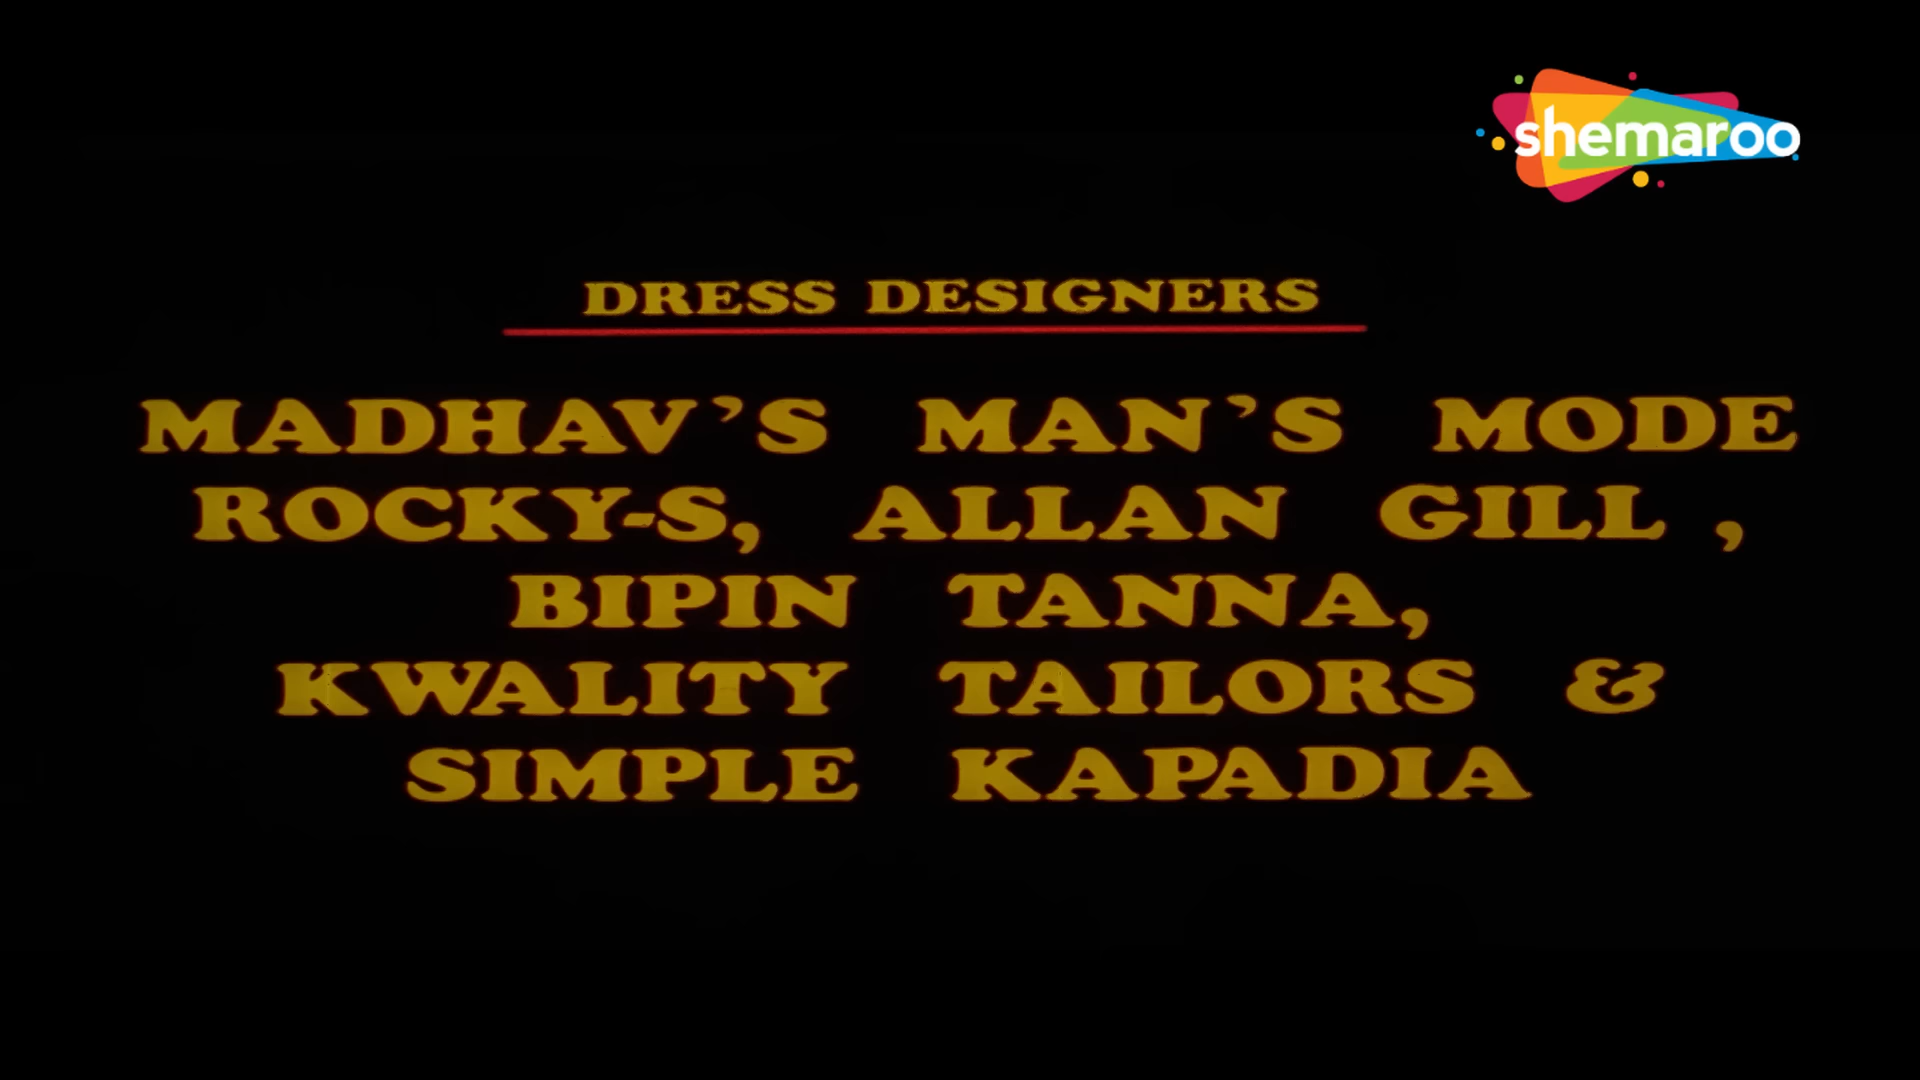 shemaroo
DRESS DESIGNERS
MADHAV'S MAN'S MODE
ROCKY-S, ALLAN GILL ,
BIPIN TANNA,
KWALITY TAILORS &
SIMPLE KAPADIA